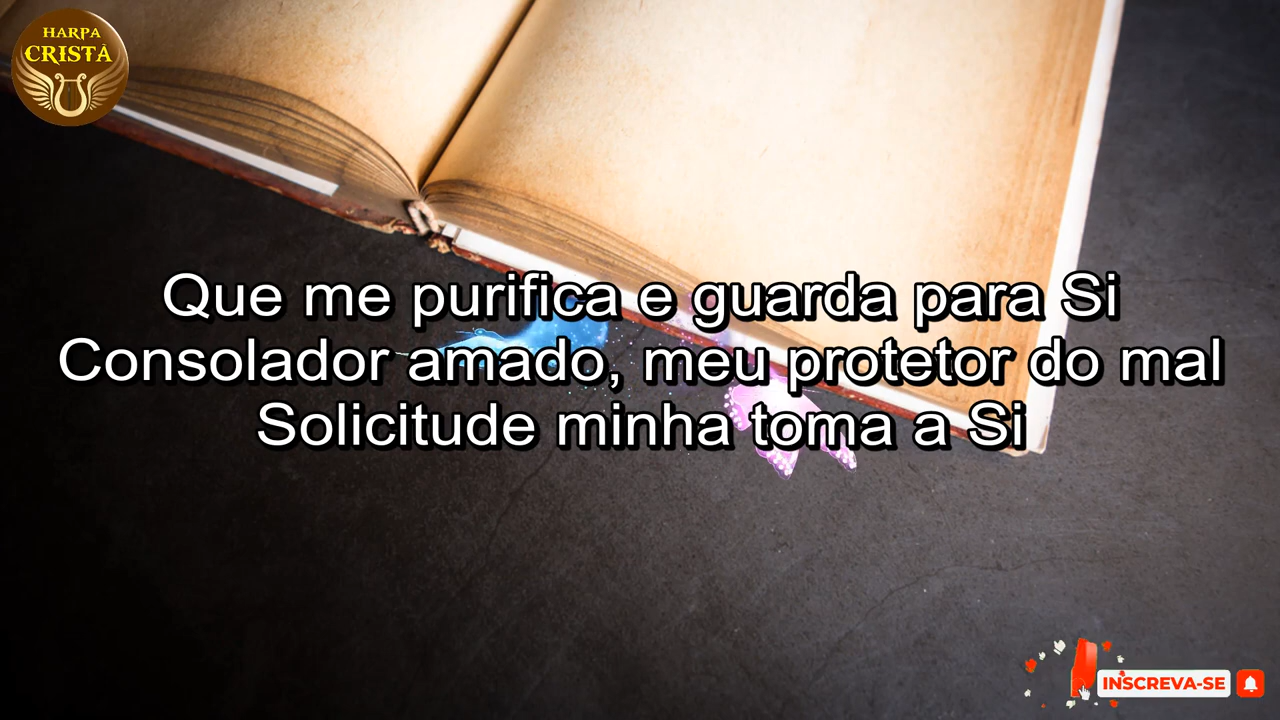 HARPA
CRISTÃ
Que me purifica e guarda para Si
Consolador amado, meu protetor do mal
Solicitude minha toma a Si
INSCREVA-SE